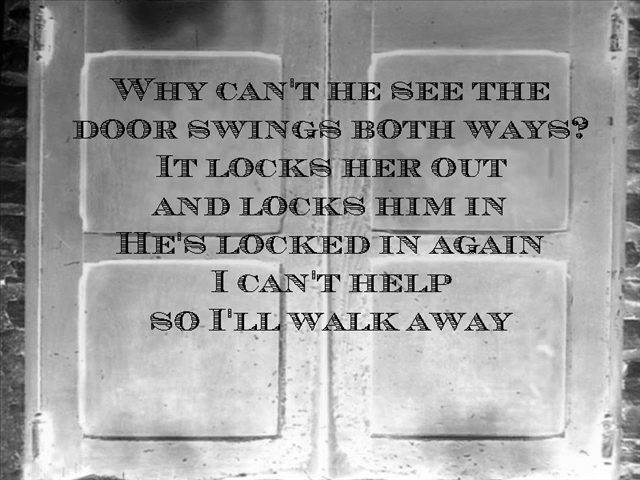 Why can't he see the
door swings both ways?
It locks her out
and locks him in
He's locked in again
I can't help
so I'll walk away